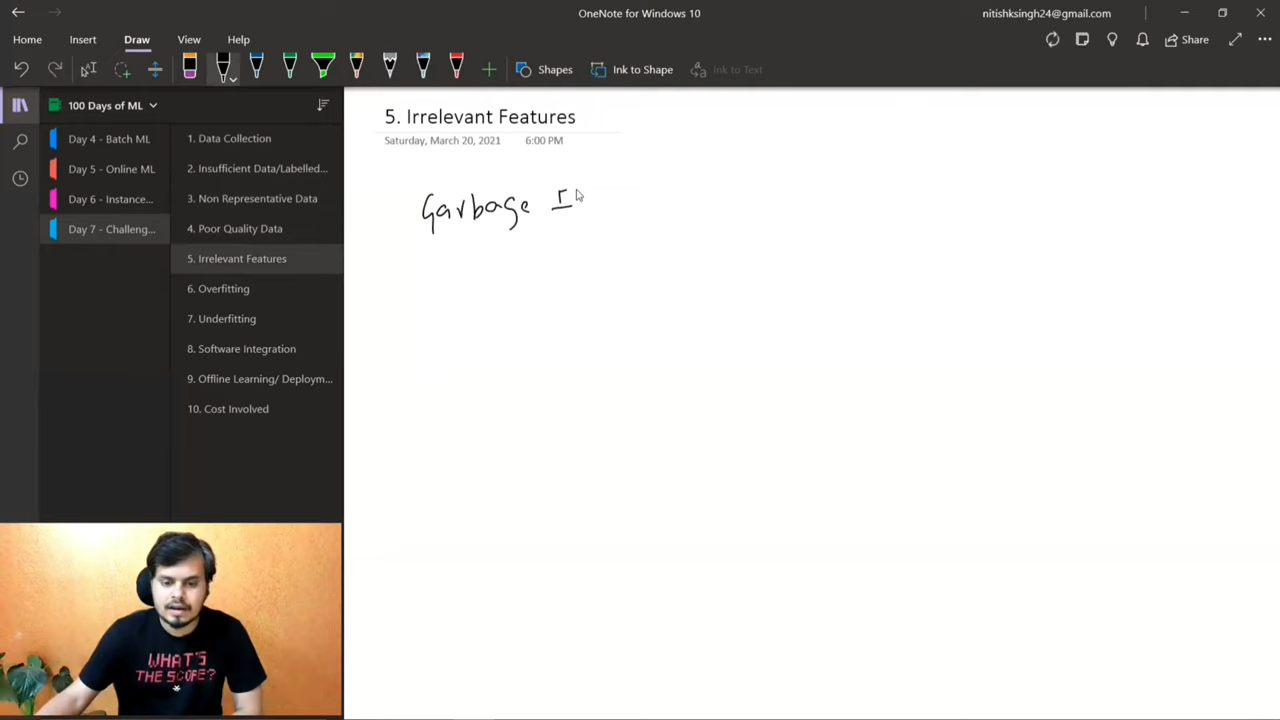 OneNote for Windows 10
nitishksingh24@gmail.com
Home Insert Draw View Help
Shapes Ink to Shape Ink to Text Share
100 Days of ML
Day 4 - Batch ML
Day 5 - Online ML
Day 6 - Instance...
Day 7 - Challeng...
1. Data Collection
2. Insufficient Data/Labelled...
3. Non Representative Data
4. Poor Quality Data
5. Irrelevant Features
6. Overfitting
7. Underfitting
8. Software Integration
9. Offline Learning/ Deploym...
10. Cost Involved
5. Irrelevant Features
Saturday, March 20, 2021 6:00 PM
Garbage I
WHAT'S
THE SCORE?